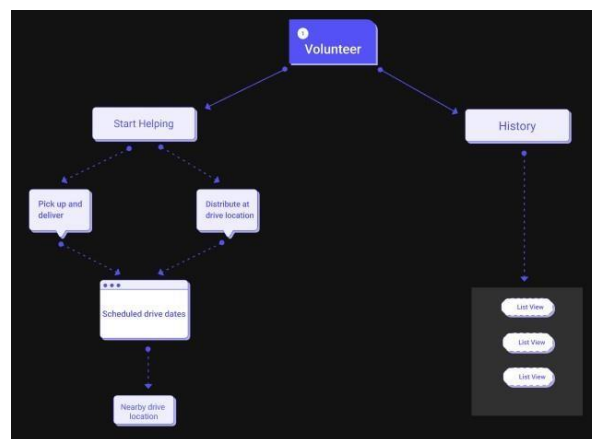 1
Volunteer
Start Helping
History
Pick up and
deliver
Distribute at
drive location
Scheduled drive dates
List View
List View
List View
Nearby drive
location